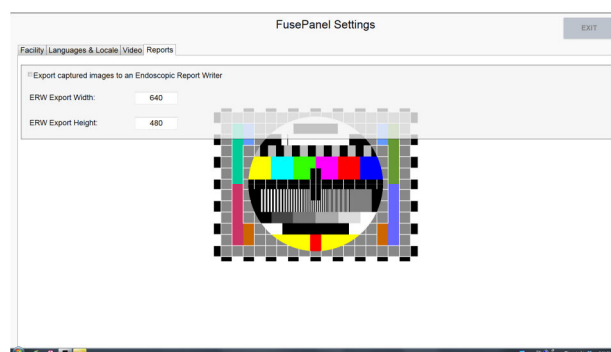 FusePanel Settings
EXIT
Facility Languages & Locale Video Reports
Export captured images to an Endoscopic Report Writer
ERW Export Width: 640
ERW Export Height: 480